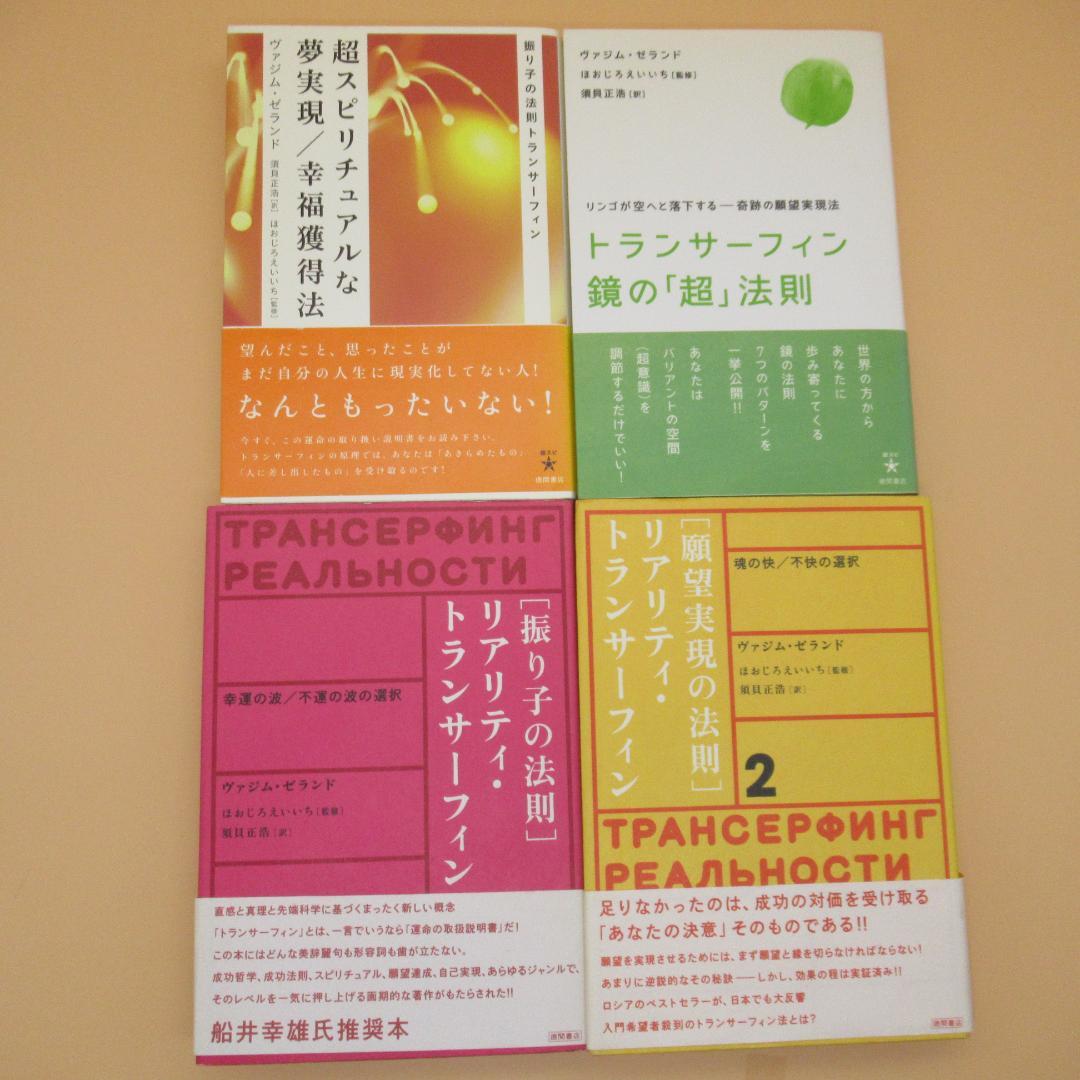 振り子の法則トランサーフィン
超スピリチュアルな
夢実現/幸福獲得法
ヴァジム・ゼランド
須貝正浩[訳] ほおじろえいいち[監修]
望んだこと、思ったことが
まだ自分の人生に現実化してない人!
なんともったいない!
今すぐ、この運命の取り扱い説明書をお読み下さい。
トランサーフィンの原理では、あなたは「あきらめたもの」
「人に差し出したもの」を受け取るのです!
超スピ
徳間書店
ヴァジム・ゼランド
ほおじろえいいち[監修]
須貝正浩[訳]
リンゴが空へと落下する—奇跡の願望実現法
トランサーフィン
鏡の「超」法則
世界の方から
あなたに
歩み寄ってくる
鏡の法則
7つのパターンを
一挙公開!!
あなたは
バリアントの空間
(超意識)を
調節するだけでいい!
超スピ
徳間書店
ТРАНСЕРФИНГ
РЕАЛЬНОСТИ
[振り子の法則]
リアリティ・
トランサーフィン
幸運の波/不運の波の選択
ヴァジム・ゼランド
ほおじろえいいち[監修]
須貝正浩[訳]
直感と真理と先端科学に基づくまったく新しい概念
「トランサーフィン」とは、一言でいうなら「運命の取扱説明書」だ!
この本にはどんな美辞麗句も形容詞も歯が立たない。
成功哲学、成功法則、スピリチュアル、願望達成、自己実現、あらゆるジャンルで、
そのレベルを一気に押し上げる画期的な著作がもたらされた!!
船井幸雄氏推奨本
徳間書店
[願望実現の法則]
リアリティ・
トランサーフィン
魂の快/不快の選択
ヴァジム・ゼランド
ほおじろえいいち[監修]
須貝正浩[訳]
2
ТРАНСЕРФИНГ
РЕАЛЬНОСТИ
足りなかったのは、成功の対価を受け取る
「あなたの決意」そのものである!!
願望を実現させるためには、まず願望と縁を切らなければならない!
あまりに逆説的なその秘訣——しかし、効果の程は実証済み!!
ロシアのベストセラーが、日本でも大反響
入門希望者殺到のトランサーフィン法とは?
徳間書店